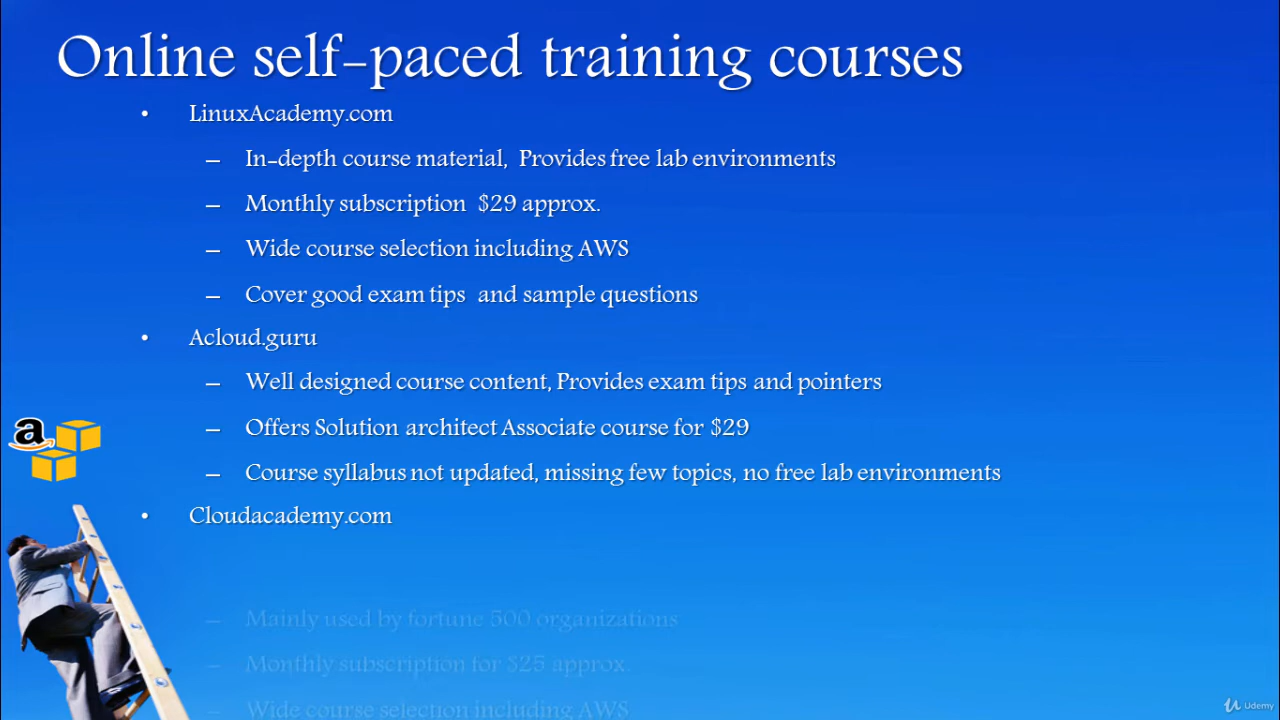 Online self-paced training courses
• LinuxAcademy.com
– In-depth course material, Provides free lab environments
– Monthly subscription $29 approx.
– Wide course selection including AWS
– Cover good exam tips and sample questions
• Acloud.guru
– Well designed course content, Provides exam tips and pointers
– Offers Solution architect Associate course for $29
– Course syllabus not updated, missing few topics, no free lab environments
• Cloudacademy.com
– Mainly used by fortune 500 organizations
– Monthly subscription for $25 approx.
– Wide course selection including AWS
a
Udemy